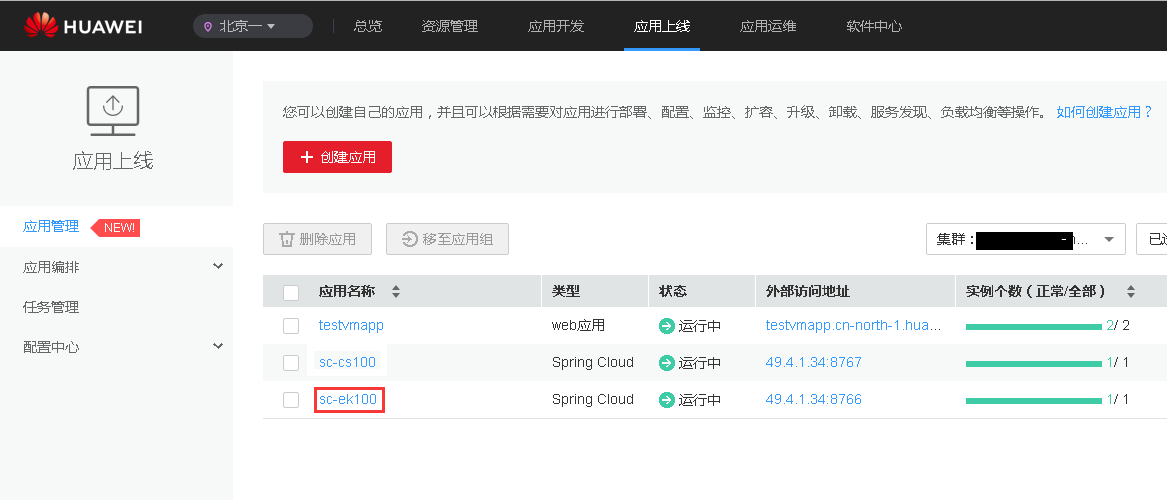 HUAWEI 北京一 总览 资源管理 应用开发 应用上线 应用运维 软件中心
应用上线
您可以创建自己的应用，并且可以根据需要对应用进行部署、配置、监控、扩容、升级、卸载、服务发现、负载均衡等操作。 如何创建应用？
+ 创建应用
应用管理 NEW!
应用编排
任务管理
配置中心
删除应用 移至应用组 集群：
应用名称 类型 状态 外部访问地址 实例个数（正常/全部）
testvmapp web应用 运行中 testvmapp.cn-north-1.hua... 2/ 2
sc-cs100 Spring Cloud 运行中 49.4.1.34:8767 1/ 1
sc-ek100 Spring Cloud 运行中 49.4.1.34:8766 1/ 1